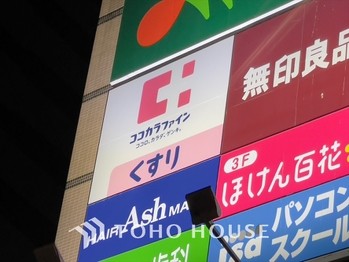 ココカラファイン
ココロ、カラダ、ゲンキ。
くすり
無印良品
3F
ほけん百花
HAIR Ash
パソコン
スクール
TOHO HOUSE